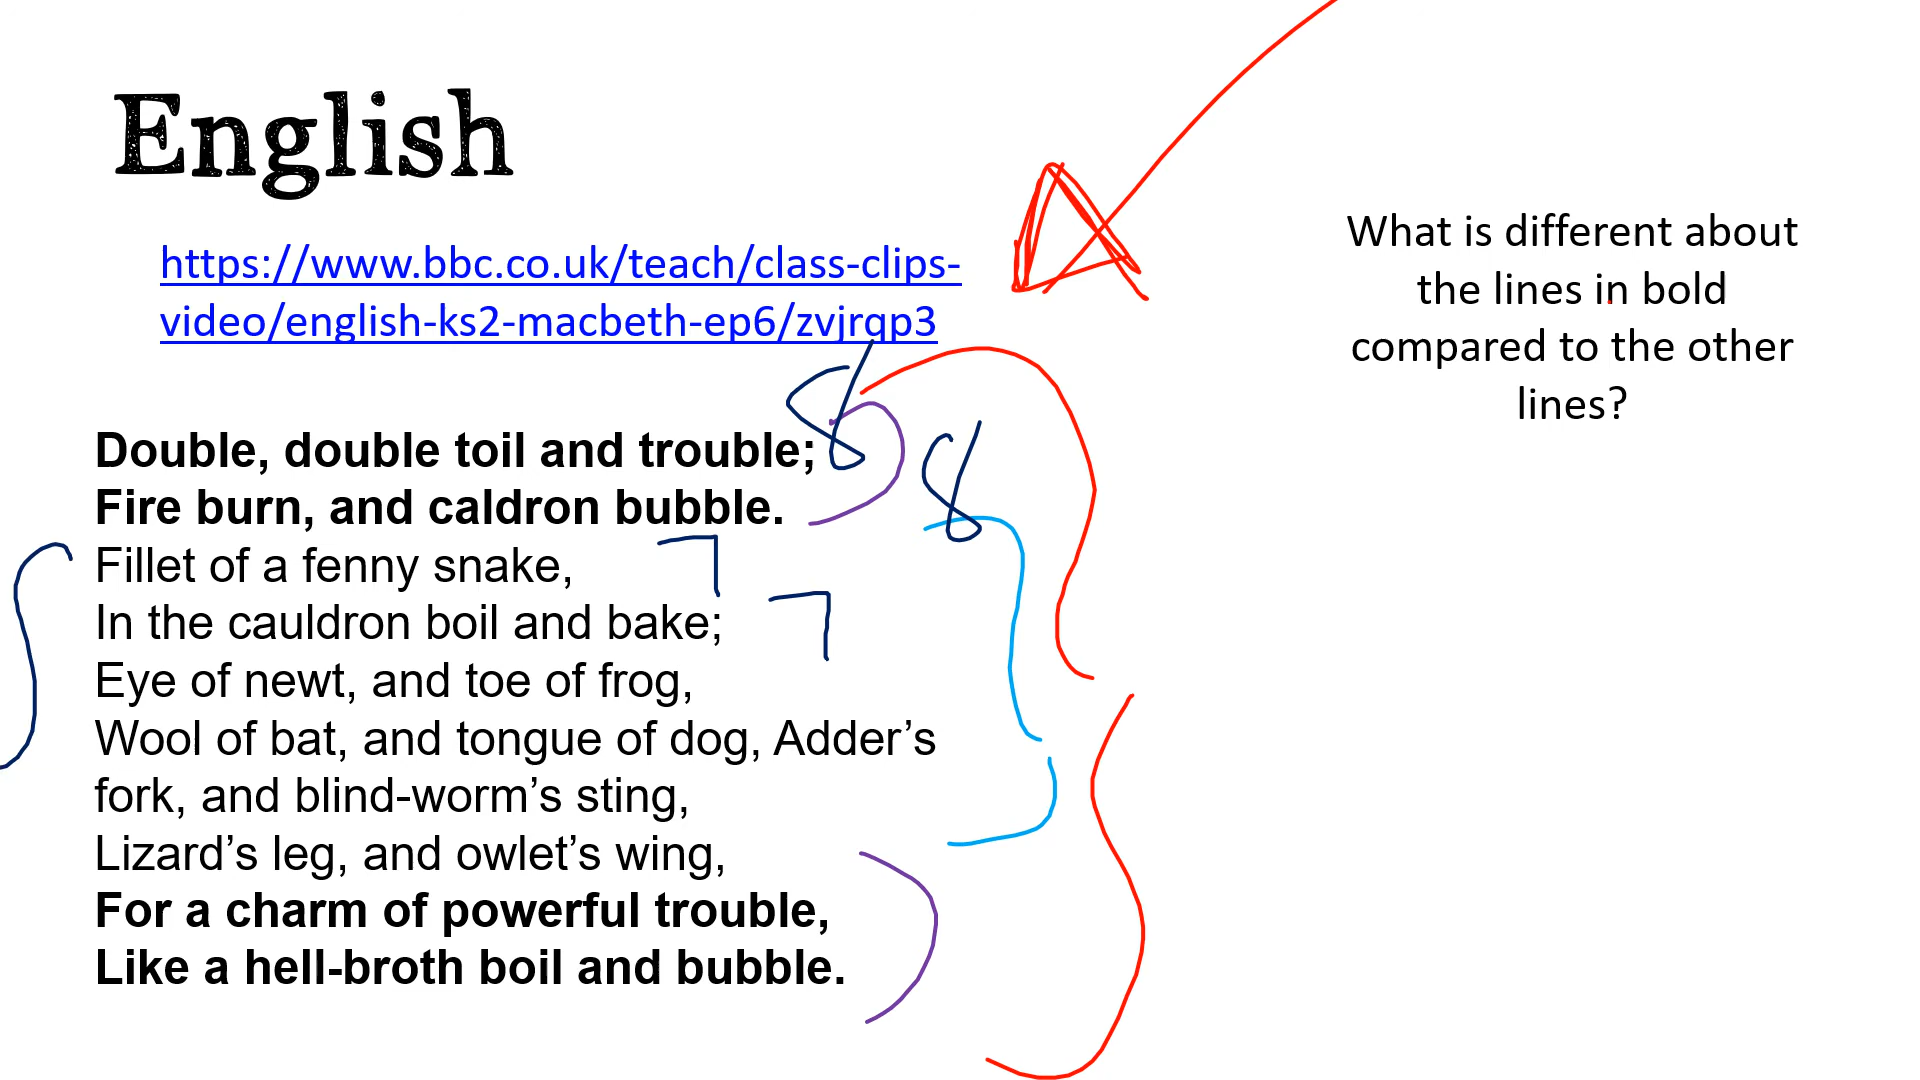 English
https://www.bbc.co.uk/teach/class-clips-
video/english-ks2-macbeth-ep6/zvjrqp3
8
8
Double, double toil and trouble;
Fire burn, and caldron bubble.
Fillet of a fenny snake,
7
In the cauldron boil and bake;
7
Eye of newt, and toe of frog,
Wool of bat, and tongue of dog, Adder’s
fork, and blind-worm’s sting,
Lizard’s leg, and owlet’s wing,
For a charm of powerful trouble,
Like a hell-broth boil and bubble.
What is different about
the lines in bold
compared to the other
lines?